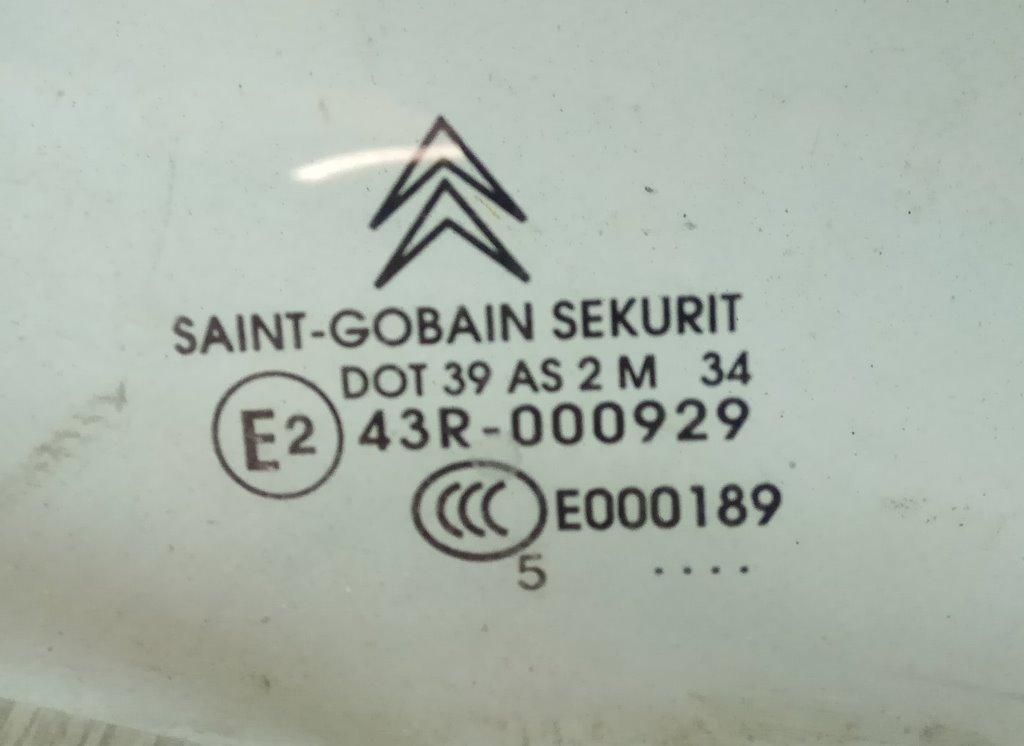 SAINT-GOBAIN SEKURIT
DOT 39 AS 2 M 34
E2 43R-000929
CCC E000189
5 ....